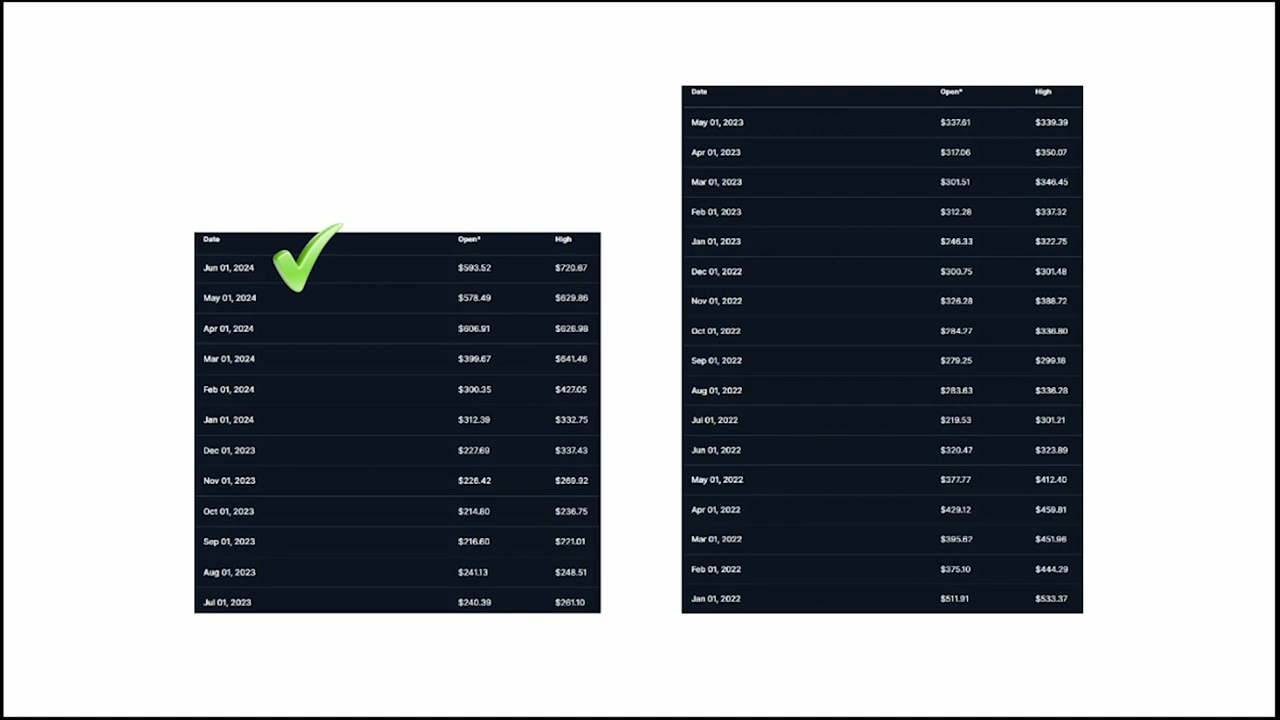 Date Open* High
Jun 01, 2024 $593.52 $720.67
May 01, 2024 $578.49 $629.86
Apr 01, 2024 $606.91 $626.98
Mar 01, 2024 $399.67 $641.48
Feb 01, 2024 $300.35 $427.05
Jan 01, 2024 $312.39 $332.75
Dec 01, 2023 $227.69 $337.43
Nov 01, 2023 $226.42 $269.92
Oct 01, 2023 $214.80 $236.75
Sep 01, 2023 $216.60 $221.01
Aug 01, 2023 $241.13 $248.51
Jul 01, 2023 $240.39 $261.10
Date Open* High
May 01, 2023 $337.61 $339.39
Apr 01, 2023 $317.06 $350.07
Mar 01, 2023 $301.51 $346.45
Feb 01, 2023 $312.28 $337.32
Jan 01, 2023 $246.33 $322.75
Dec 01, 2022 $300.75 $301.48
Nov 01, 2022 $326.28 $388.72
Oct 01, 2022 $284.27 $336.80
Sep 01, 2022 $279.25 $299.18
Aug 01, 2022 $283.63 $336.28
Jul 01, 2022 $219.53 $301.21
Jun 01, 2022 $320.47 $323.89
May 01, 2022 $377.77 $412.40
Apr 01, 2022 $429.12 $459.81
Mar 01, 2022 $395.67 $451.96
Feb 01, 2022 $375.10 $444.29
Jan 01, 2022 $511.91 $533.37